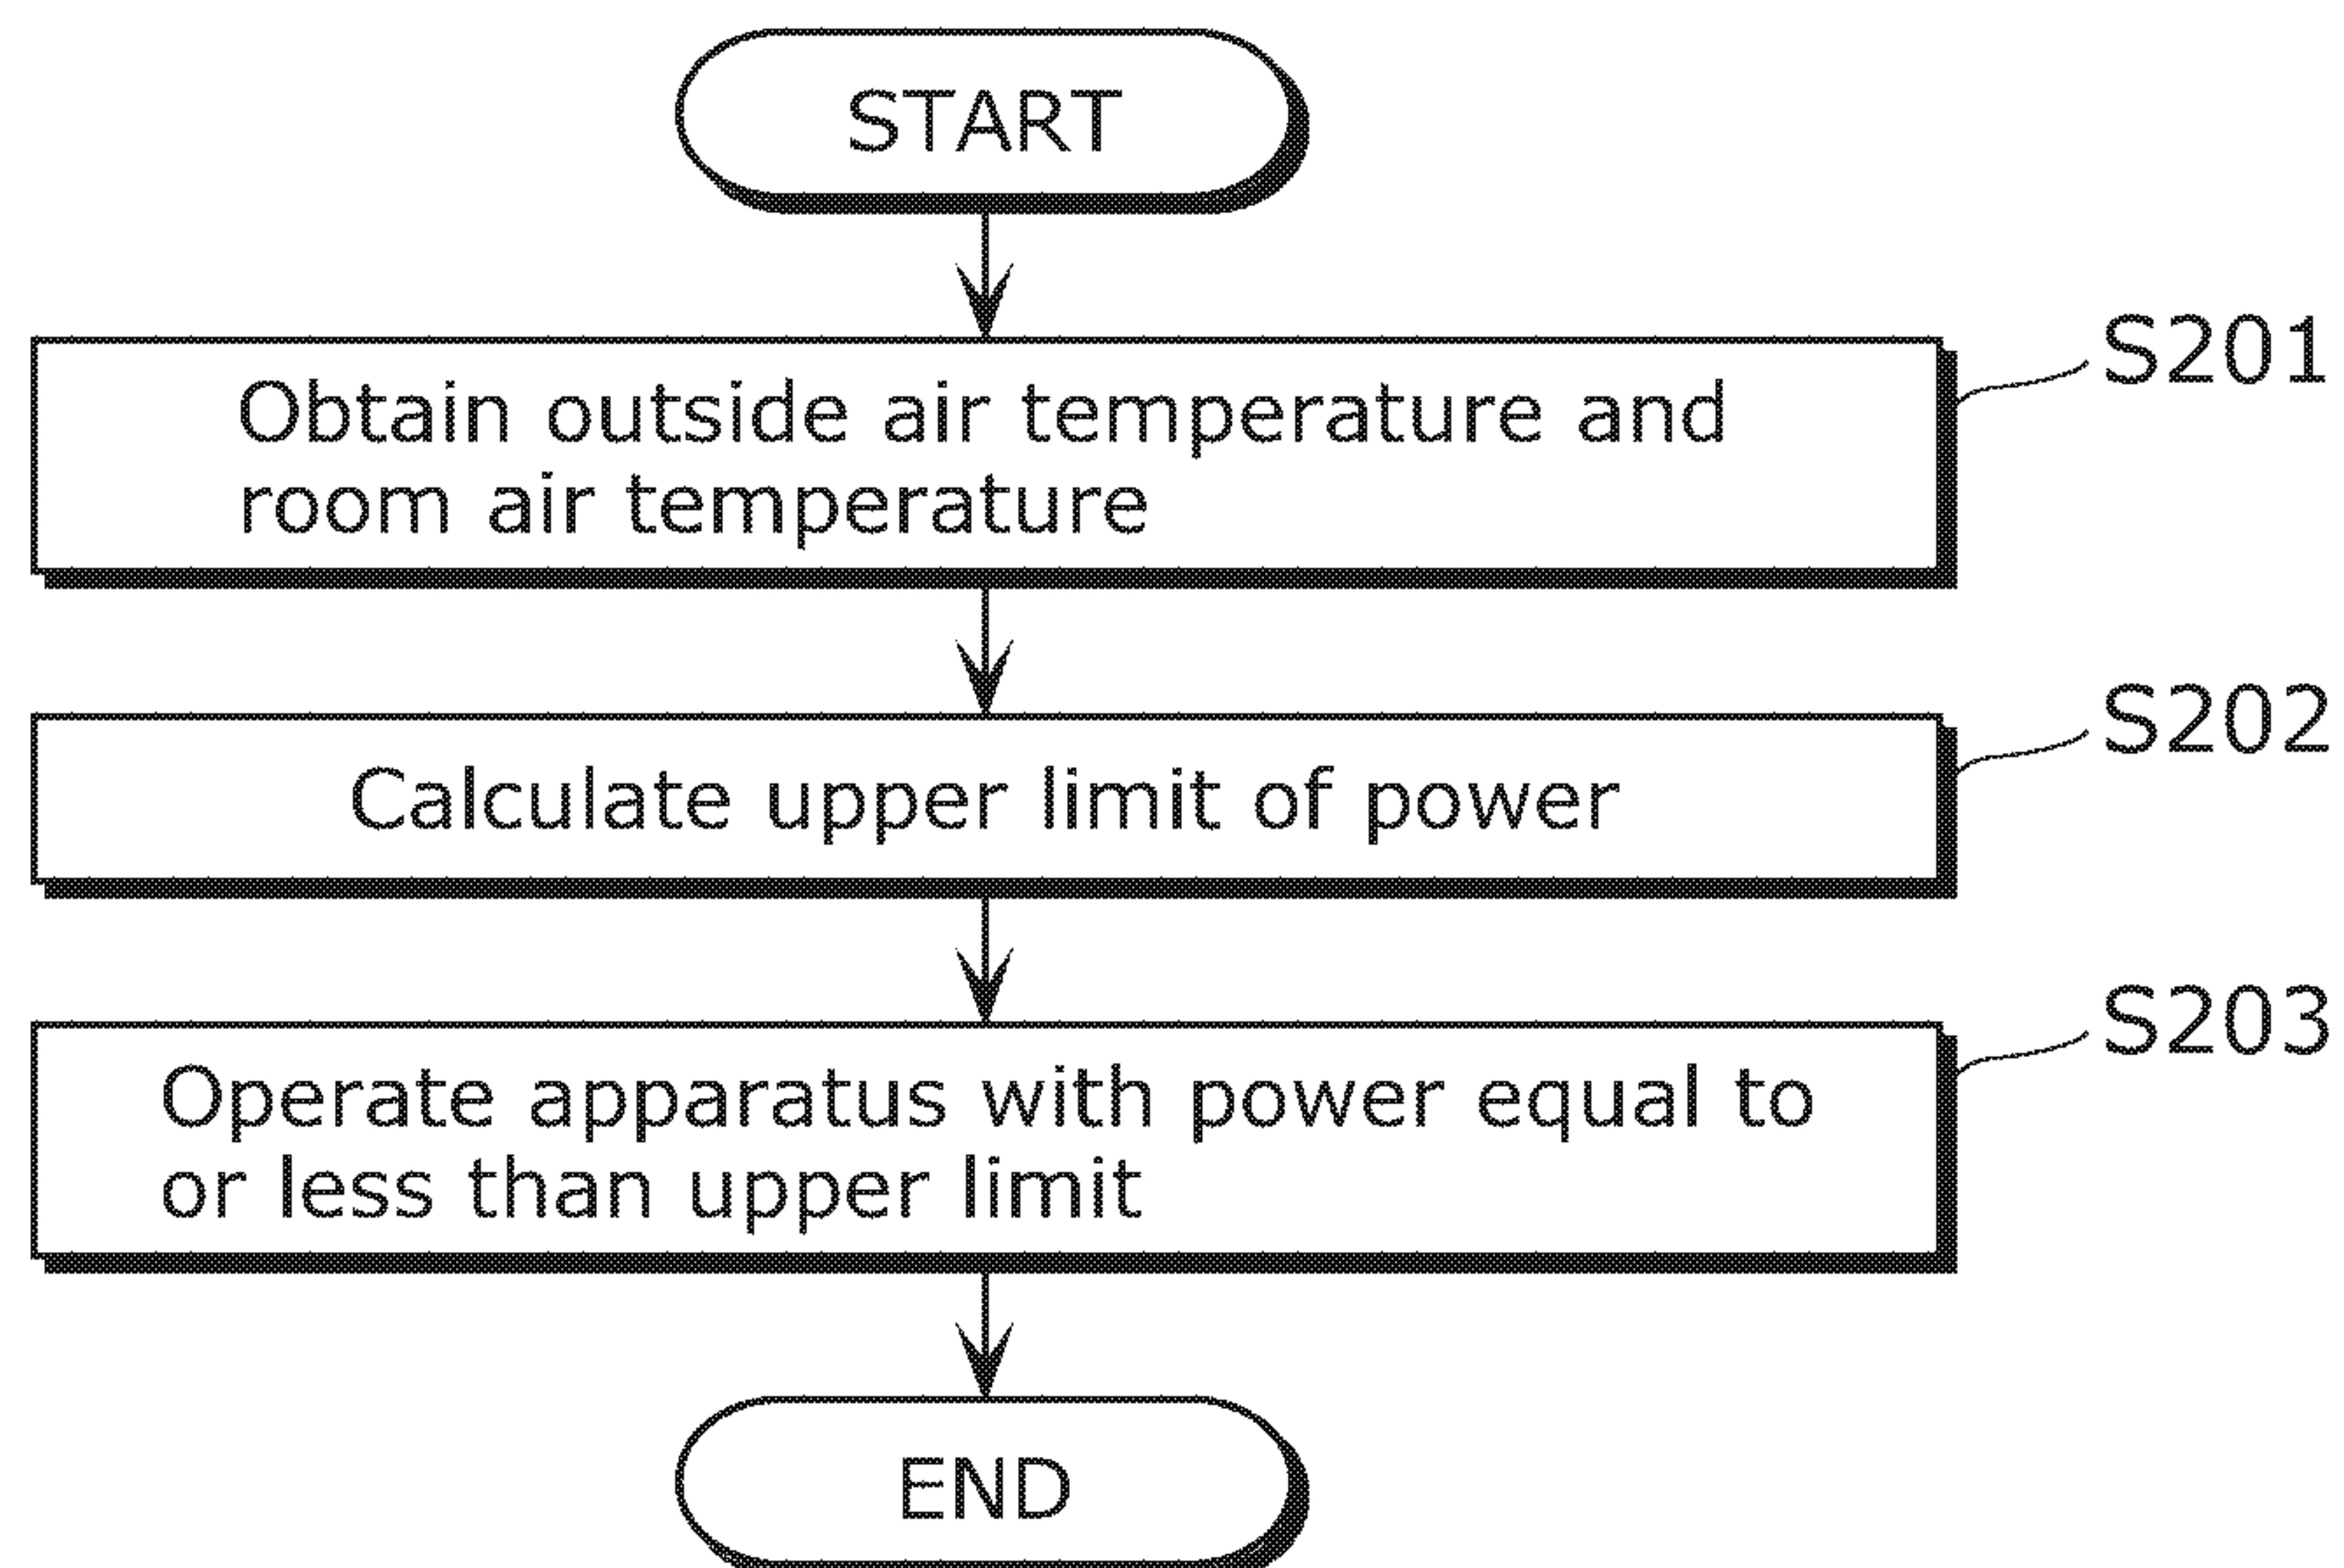 START
S201
Obtain outside air temperature and
room air temperature
S202
Calculate upper limit of power
S203
Operate apparatus with power equal to
or less than upper limit
END